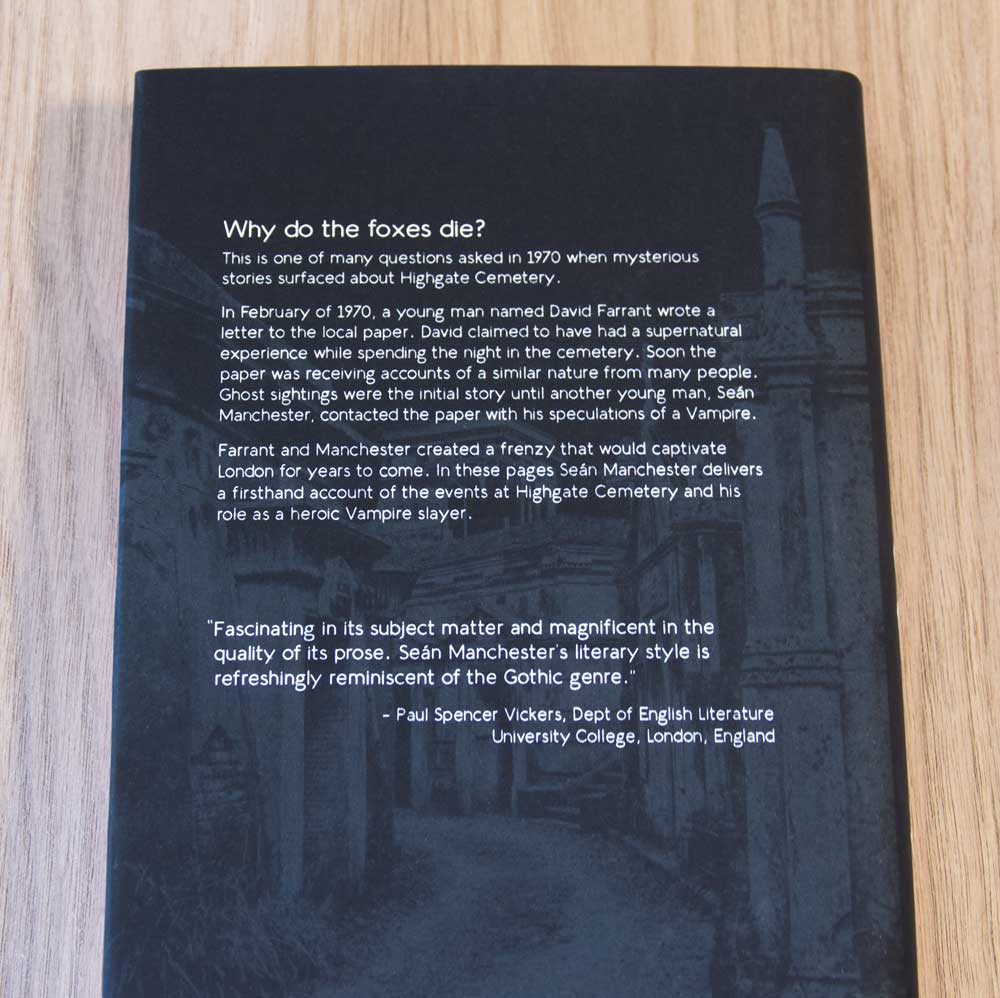 Why do the foxes die?
This is one of many questions asked in 1970 when mysterious
stories surfaced about Highgate Cemetery.
In February of 1970, a young man named David Farrant wrote a
letter to the local paper. David claimed to have had a supernatural
experience while spending the night in the cemetery. Soon the
paper was receiving accounts of a similar nature from many people.
Ghost sightings were the initial story until another young man, Seán
Manchester, contacted the paper with his speculations of a Vampire.
Farrant and Manchester created a frenzy that would captivate
London for years to come. In these pages Seán Manchester delivers
a firsthand account of the events at Highgate Cemetery and his
role as a heroic Vampire slayer.
"Fascinating in its subject matter and magnificent in the
quality of its prose. Seán Manchester's literary style is
refreshingly reminiscent of the Gothic genre."
- Paul Spencer Vickers, Dept of English Literature
University College, London, England